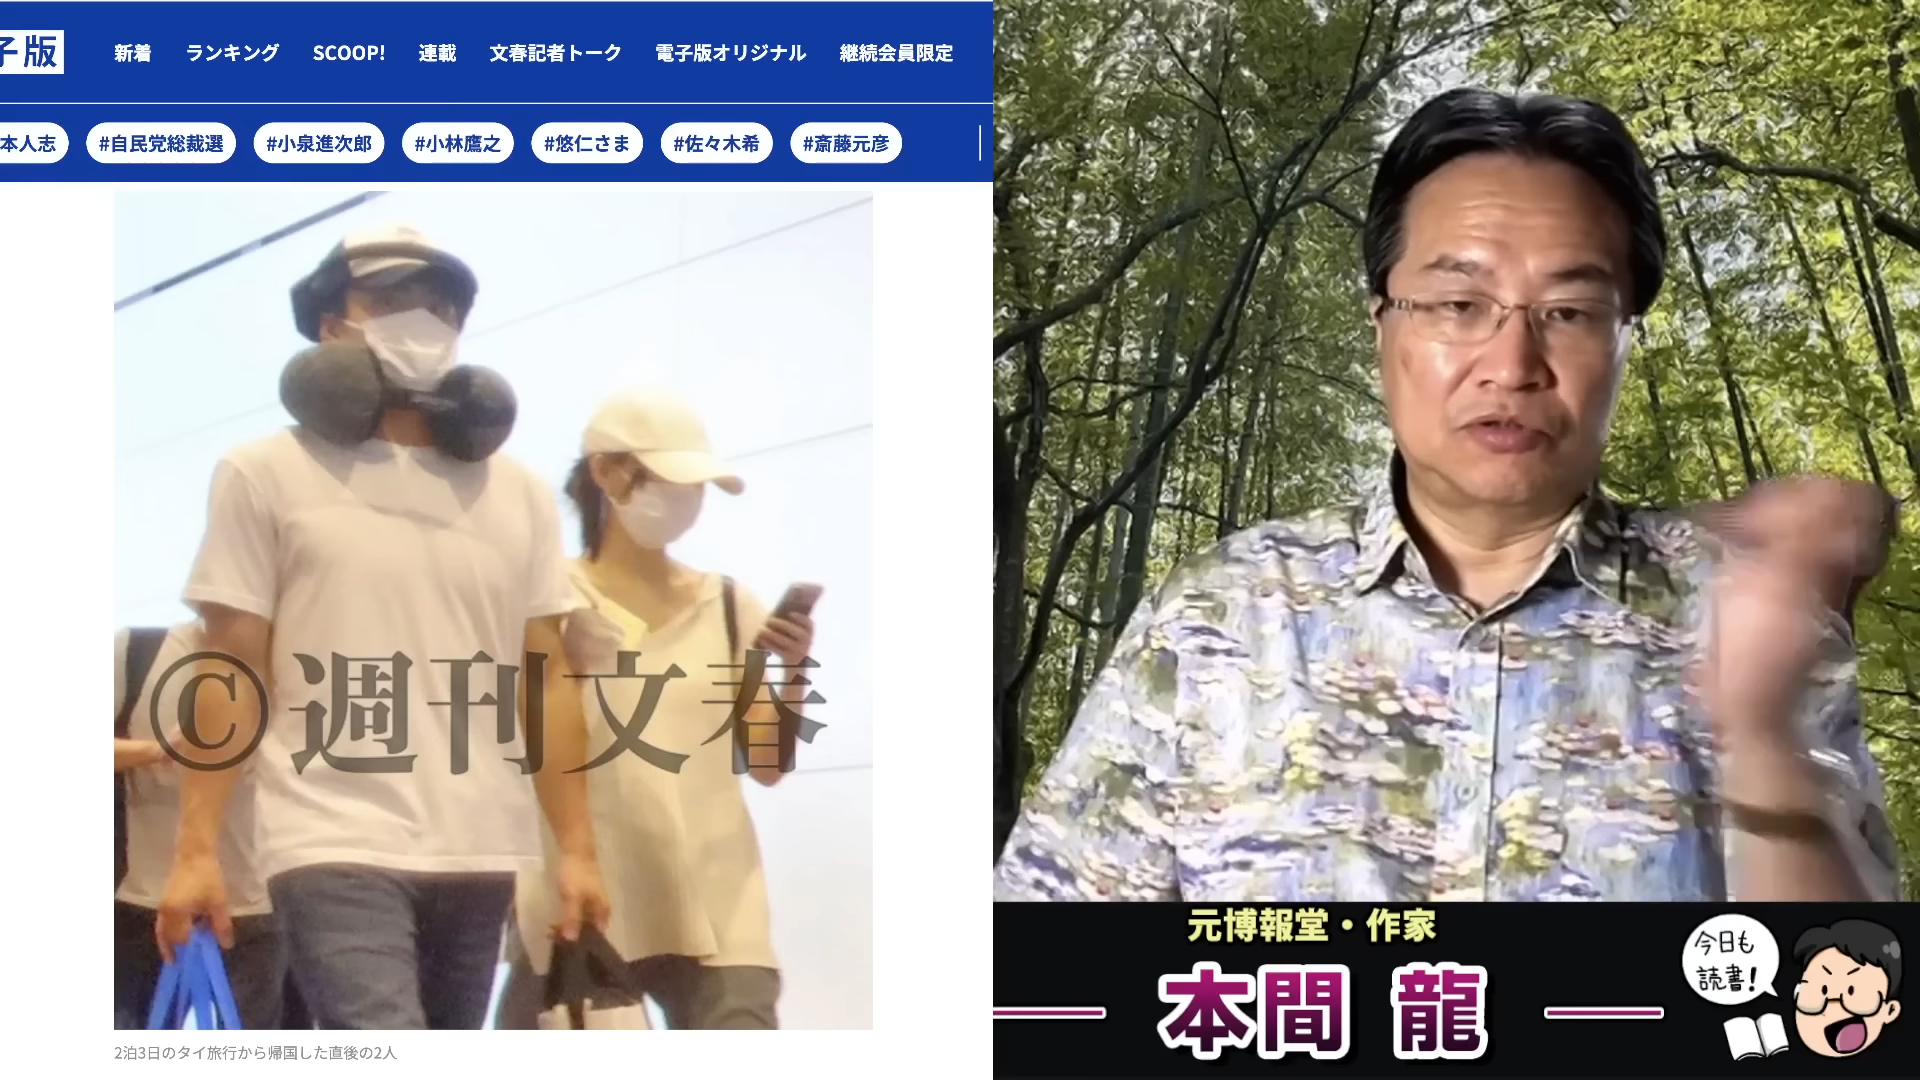 子版
新着 ランキング SCOOP! 連載 文春記者トーク 電子版オリジナル 継続会員限定
本人志 #自民党総裁選 #小泉進次郎 #小林鷹之 #悠仁さま #佐々木希 #斎藤元彦
©週刊文春
2泊3日のタイ旅行から帰国した直後の2人
元博報堂・作家
本間 龍
今日も
読書!